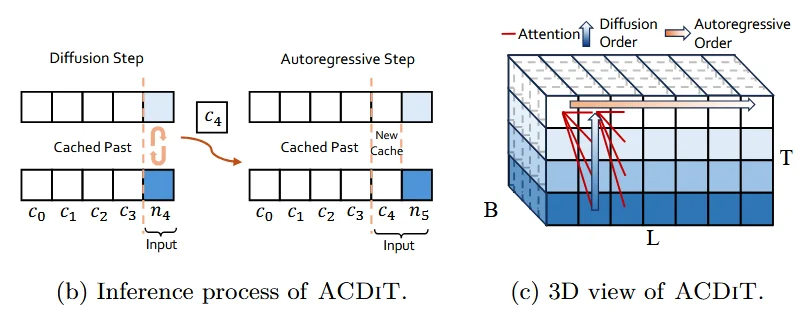 Diffusion Step
Cached Past
c0 c1 c2 c3 n4
Input
c4
Autoregressive Step
Cached Past
New
Cache
c0 c1 c2 c3 c4 n5
Input
(b) Inference process of ACDiT.
Attention
Diffusion
Order
Autoregressive
Order
T
B
L
(c) 3D view of ACDiT.